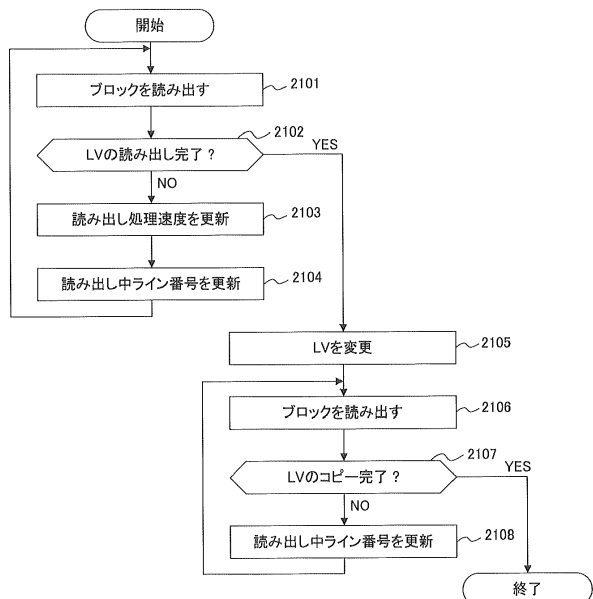 開始
ブロックを読み出す
2101
2102
LVの読み出し完了?
YES
NO
読み出し処理速度を更新
2103
読み出し中ライン番号を更新
2104
LVを変更
2105
ブロックを読み出す
2106
2107
LVのコピー完了?
YES
NO
読み出し中ライン番号を更新
2108
終了